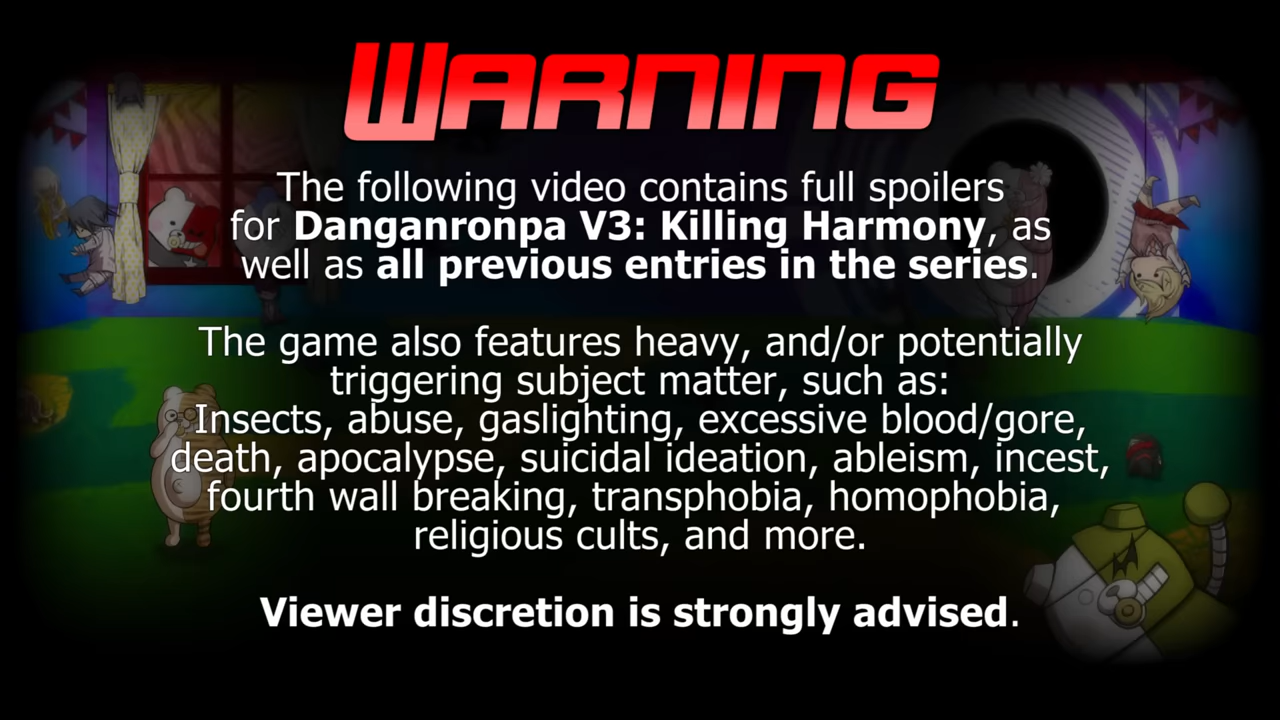 WARNING
The following video contains full spoilers
for Danganronpa V3: Killing Harmony, as
well as all previous entries in the series.
The game also features heavy, and/or potentially
triggering subject matter, such as:
Insects, abuse, gaslighting, excessive blood/gore,
death, apocalypse, suicidal ideation, ableism, incest,
fourth wall breaking, transphobia, homophobia,
religious cults, and more.
Viewer discretion is strongly advised.